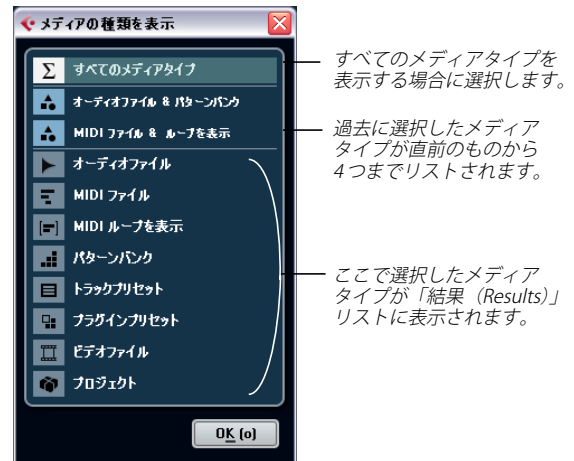 メディアの種類を表示
すべてのメディアタイプ
オーディオファイル & パターンバンク
MIDI ファイル & ループを表示
オーディオファイル
MIDI ファイル
MIDI ループを表示
パターンバンク
トラックプリセット
プラグインプリセット
ビデオファイル
プロジェクト
OK (o)
すべてのメディアタイプを
表示する場合に選択します。
過去に選択したメディア
タイプが直前のものから
4つまでリストされます。
ここで選択したメディア
タイプが「結果（Results）」
リストに表示されます。